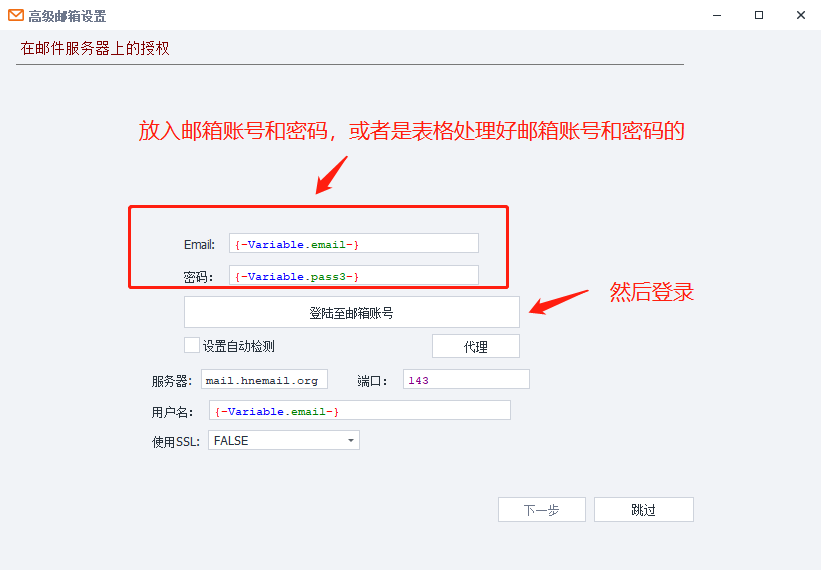 高级邮箱设置
在邮件服务器上的授权
放入邮箱账号和密码，或者是表格处理好邮箱账号和密码的
Email: {-Variable.email-}
密码: {-Variable.pass3-}
然后登录
登陆至邮箱账号
设置自动检测 代理
服务器: mail.hnemail.org 端口: 143
用户名: {-Variable.email-}
使用SSL: FALSE
下一步 跳过